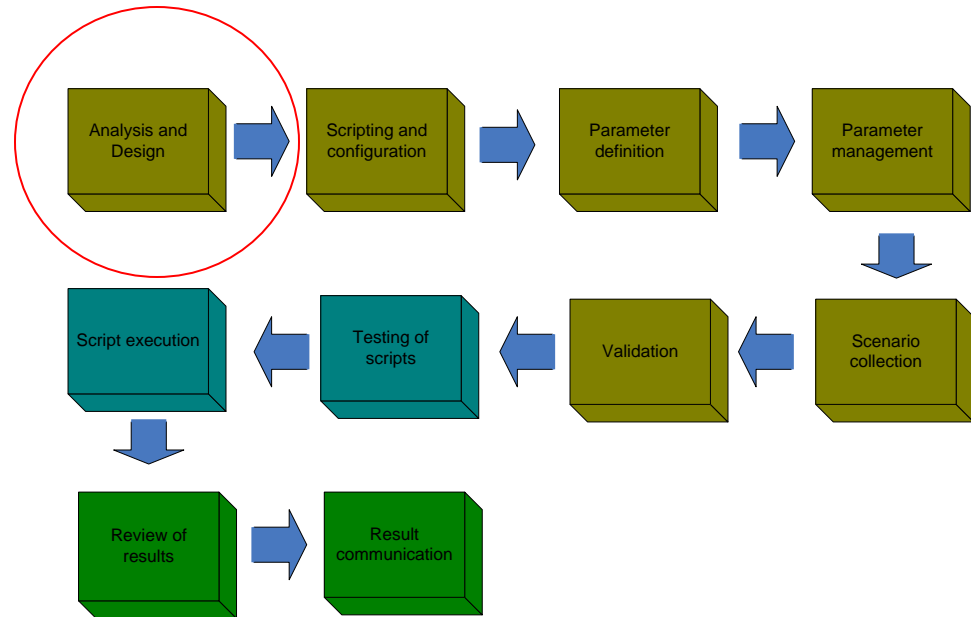 Analysis and
Design
Scripting and
configuration
Parameter
definition
Parameter
management
Scenario
collection
Validation
Testing of
scripts
Script execution
Review of
results
Result
communication